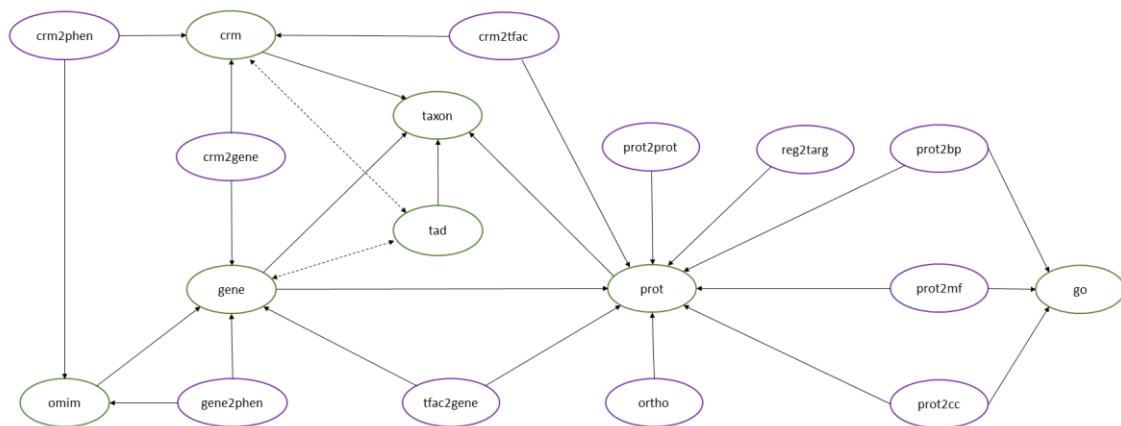 crm2phen
crm
crm2tfac
taxon
crm2gene
prot2prot
reg2targ
prot2bp
tad
gene
prot
prot2mf
go
omim
gene2phen
tfac2gene
ortho
prot2cc